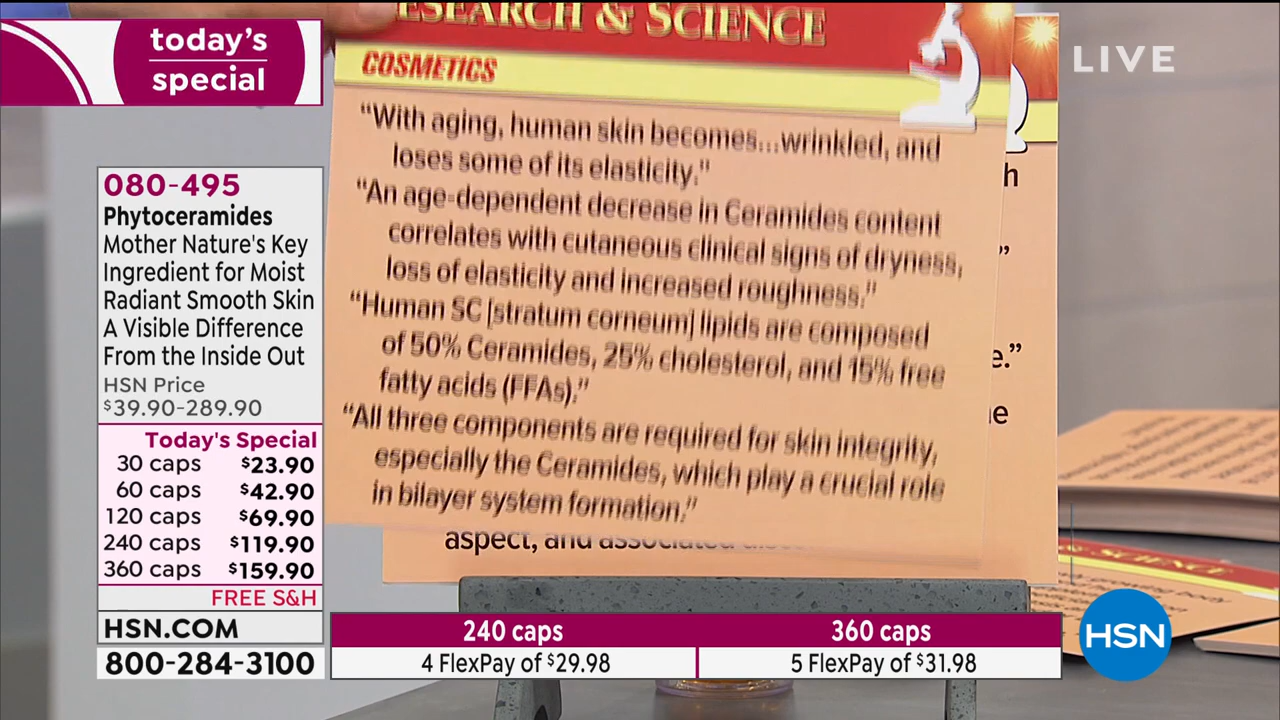 today's
special
LIVE
080-495
Phytoceramides
Mother Nature's Key
Ingredient for Moist
Radiant Smooth Skin
A Visible Difference
From the Inside Out
HSN Price
$39.90-289.90
Today's Special
30 caps $23.90
60 caps $42.90
120 caps $69.90
240 caps $119.90
360 caps $159.90
FREE S&H
HSN.COM
800-284-3100
ESEARCH & SCIENCE
COSMETICS
“With aging, human skin becomes...wrinkled, and
loses some of its elasticity.”
“An age-dependent decrease in Ceramides content
correlates with cutaneous clinical signs of dryness,
loss of elasticity and increased roughness.”
“Human SC [stratum corneum] lipids are composed
of 50% Ceramides, 25% cholesterol, and 15% free
fatty acids (FFAs).”
“All three components are required for skin integrity,
especially the Ceramides, which play a crucial role
in bilayer system formation.”
h
”
e.”
e
aspect, and associated
240 caps 360 caps
4 FlexPay of $29.98 5 FlexPay of $31.98
& SCIENCE
HSN